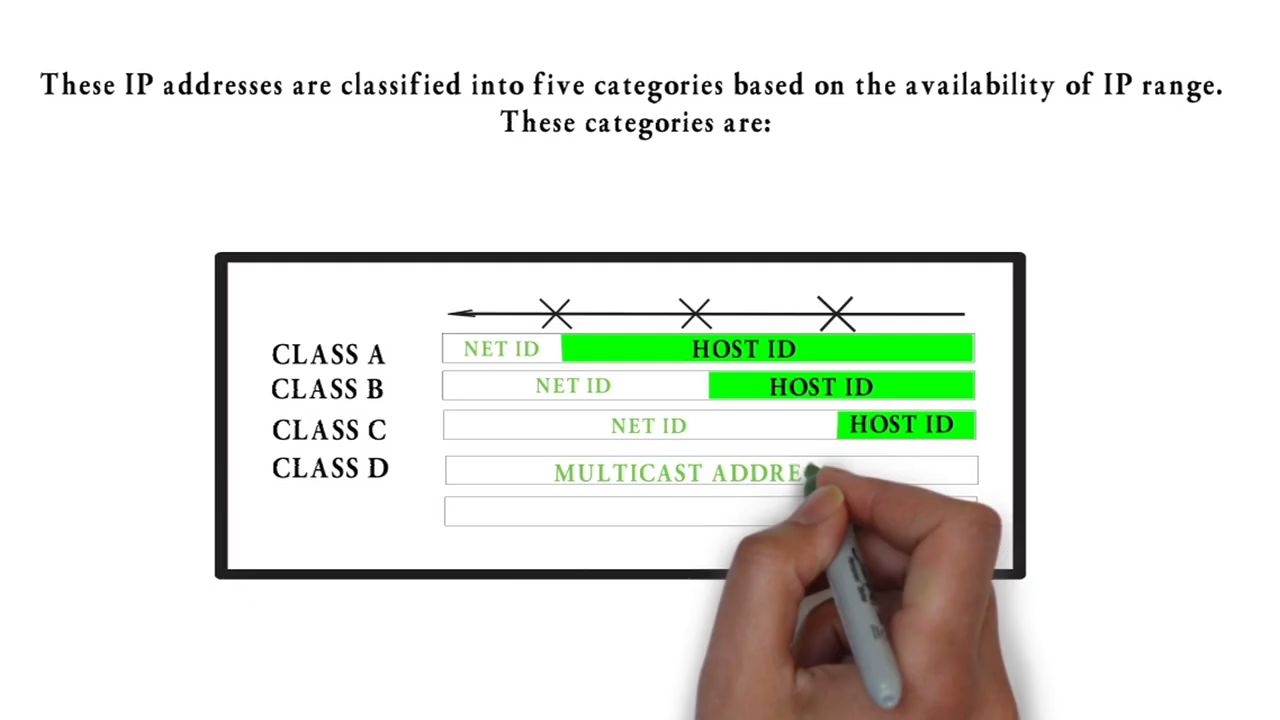 These IP addresses are classified into five categories based on the availability of IP range.
These categories are:
CLASS A NET ID HOST ID
CLASS B NET ID HOST ID
CLASS C NET ID HOST ID
CLASS D MULTICAST ADDRE